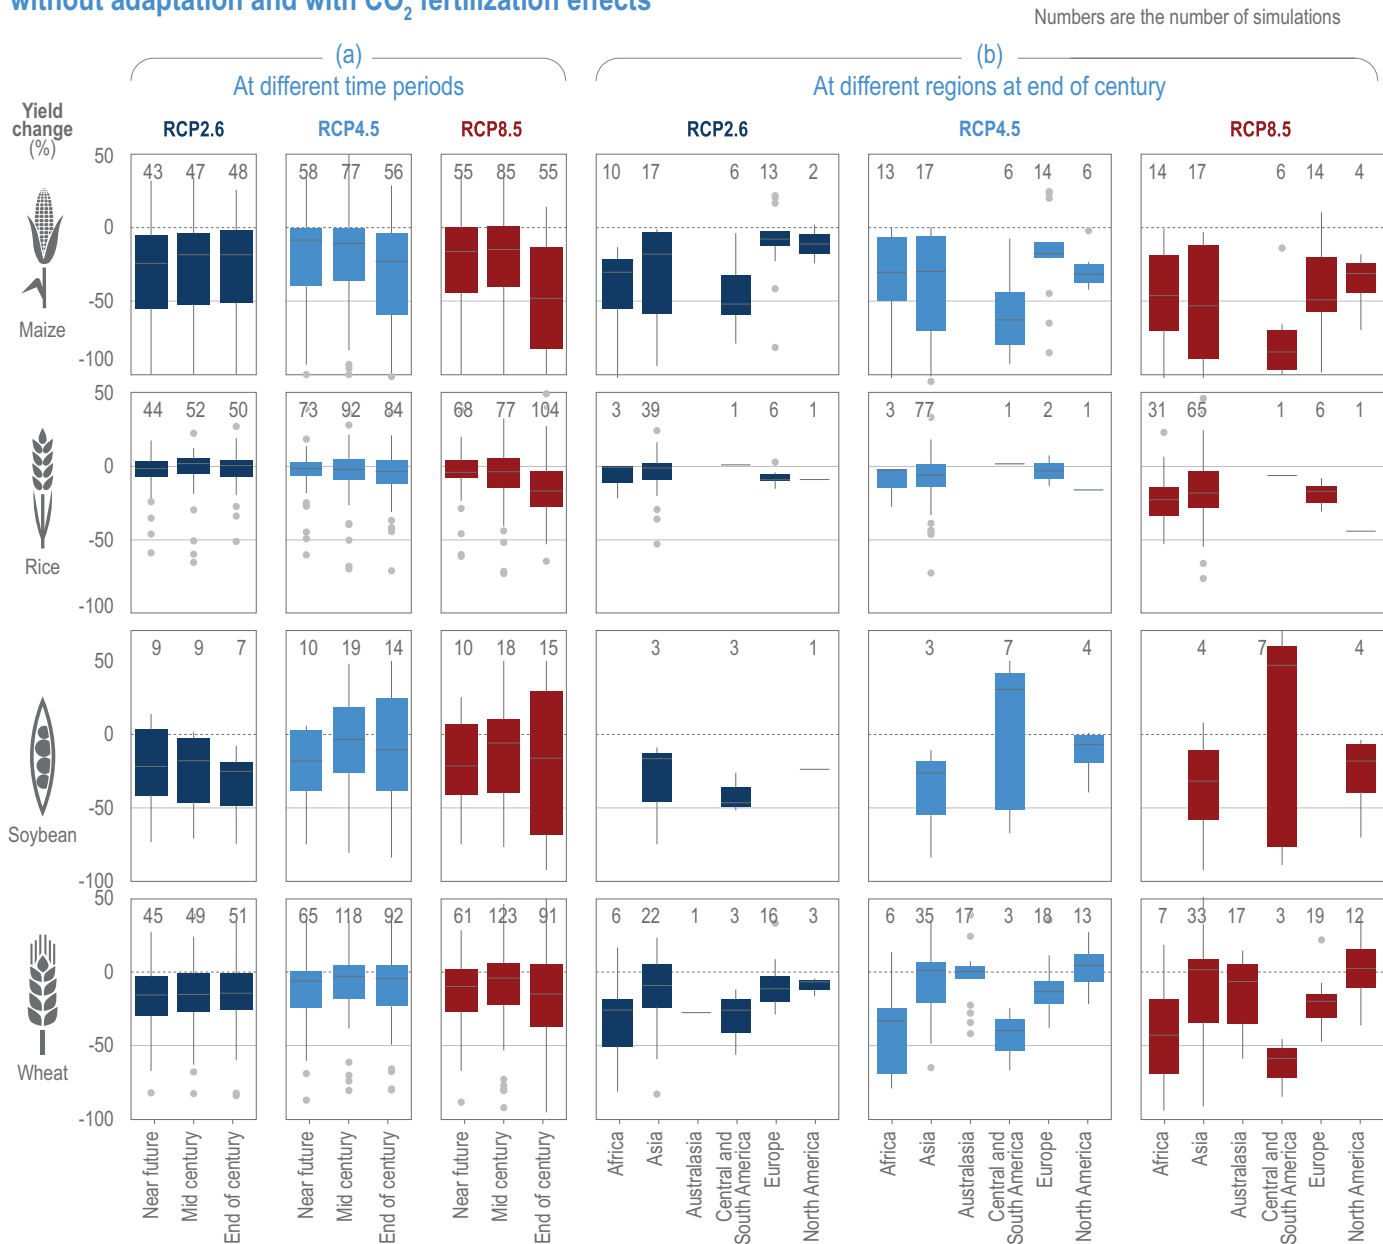 without adaptation and with CO2 fertilization effects
Numbers are the number of simulations
(a)
At different time periods
(b)
At different regions at end of century
Yield
change
(%)
RCP2.6 RCP4.5 RCP8.5 RCP2.6 RCP4.5 RCP8.5
50
43 47 48 58 77 56 55 85 55 10 17 6 13 2 13 17 6 14 6 14 17 6 14 4
0
-50
Maize
-100
50
44 52 50 73 92 84 68 77 104 3 39 1 6 1 3 77 1 2 1 31 65 1 6 1
0
-50
Rice
-100
9 9 7 10 19 14 10 18 15 3 3 1 3 7 4 4 7 4
50
0
-50
Soybean
-100
50
45 49 51 65 118 92 61 123 91 6 22 1 3 16 3 6 35 17 3 18 13 7 33 17 3 19 12
0
-50
Wheat
-100
Near future
Mid century
End of century
Near future
Mid century
End of century
Near future
Mid century
End of century
Africa
Asia
Australasia
Central and
South America
Europe
North America
Africa
Asia
Australasia
Central and
South America
Europe
North America
Africa
Asia
Australasia
Central and
South America
Europe
North America